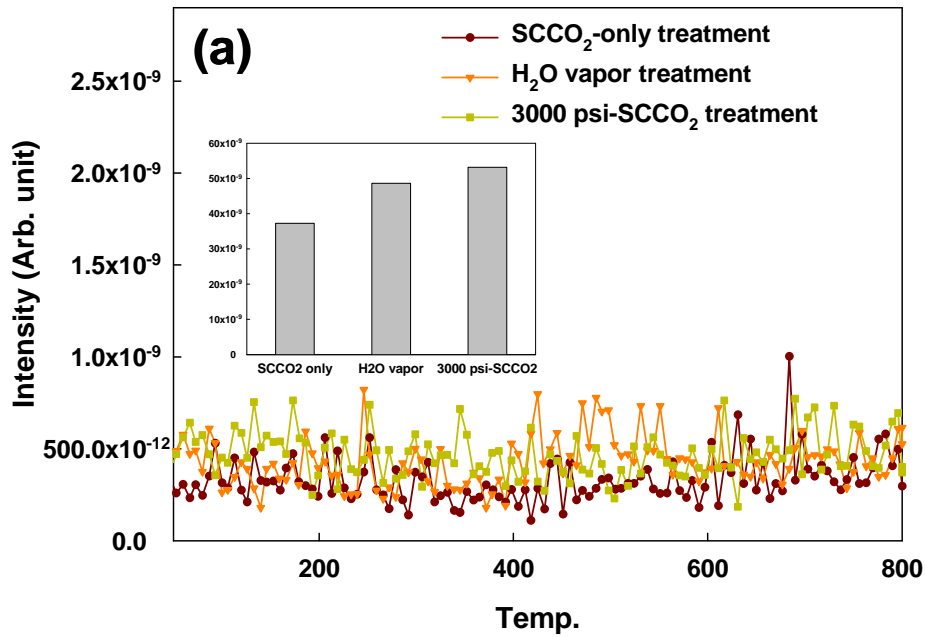 (a)
SCCO₂-only treatment
H₂O vapor treatment
3000 psi-SCCO₂ treatment
Intensity (Arb. unit)
2.5x10⁻⁹
2.0x10⁻⁹
1.5x10⁻⁹
1.0x10⁻⁹
500.0x10⁻¹²
0.0
60x10⁻⁹
50x10⁻⁹
40x10⁻⁹
30x10⁻⁹
20x10⁻⁹
10x10⁻⁹
0
SCCO2 only H2O vapor 3000 psi-SCCO2
200 400 600 800
Temp.